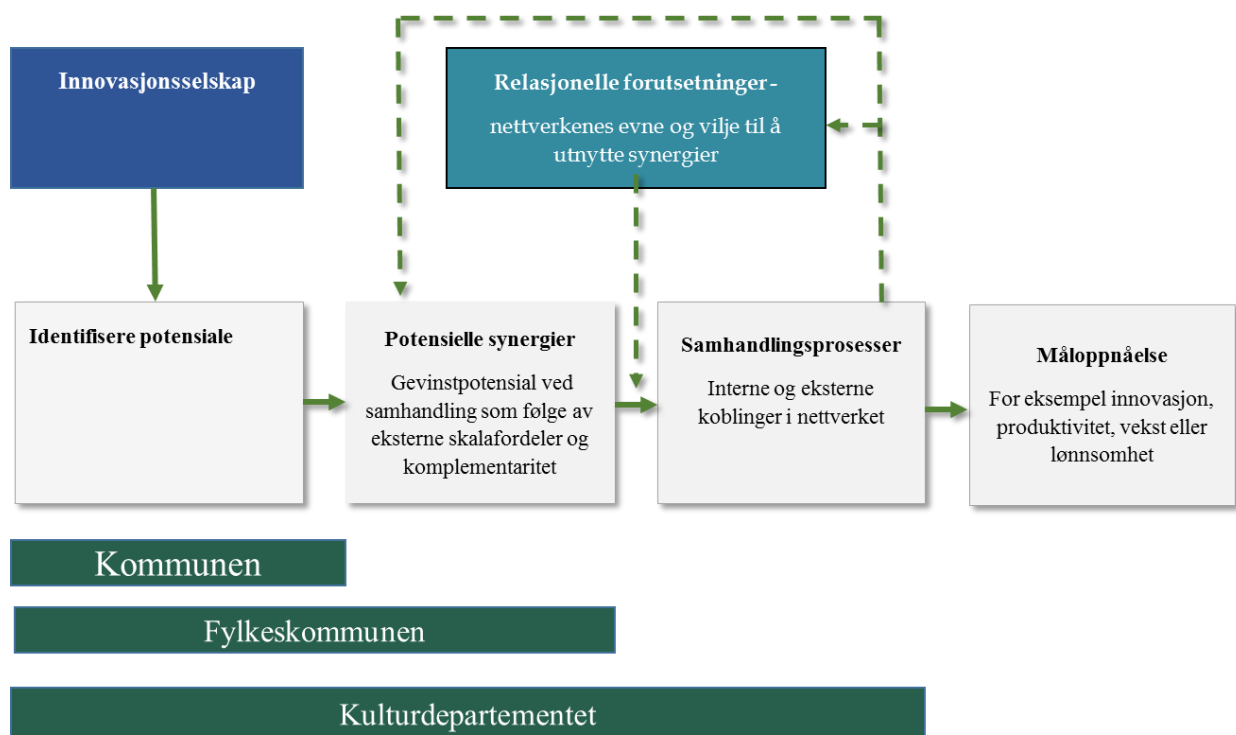 Innovasjonsselskap
Relasjonelle forutsetninger -
nettverkenes evne og vilje til å
utnytte synergier
Identifisere potensiale
Potensielle synergier
Gevinstpotensial ved
samhandling som følge av
eksterne skalafordeler og
komplementaritet
Samhandlingsprosesser
Interne og eksterne
koblinger i nettverket
Måloppnåelse
For eksempel innovasjon,
produktivitet, vekst eller
lønnsomhet
Kommunen
Fylkeskommunen
Kulturdepartementet